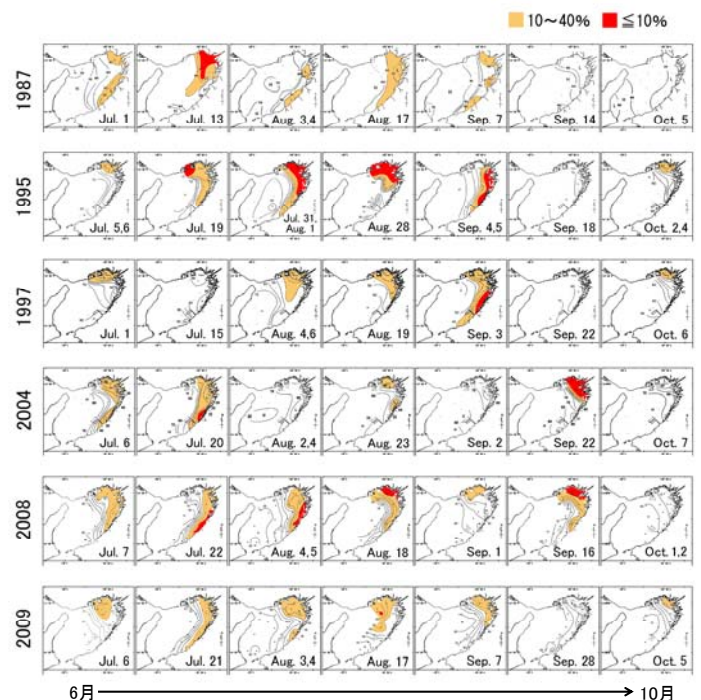 10～40% ≦10%
1987
Jul. 1 Jul. 13 Aug. 3,4 Aug. 17 Sep. 7 Sep. 14 Oct. 5
1995
Jul. 5,6 Jul. 19 Jul. 31, Aug. 1 Aug. 28 Sep. 4,5 Sep. 18 Oct. 2,4
1997
Jul. 1 Jul. 15 Aug. 4,6 Aug. 19 Sep. 3 Sep. 22 Oct. 6
2004
Jul. 6 Jul. 20 Aug. 2,4 Aug. 23 Sep. 2 Sep. 22 Oct. 7
2008
Jul. 7 Jul. 22 Aug. 4,5 Aug. 18 Sep. 1 Sep. 16 Oct. 1,2
2009
Jul. 6 Jul. 21 Aug. 3,4 Aug. 17 Sep. 7 Sep. 28 Oct. 5
6月 10月